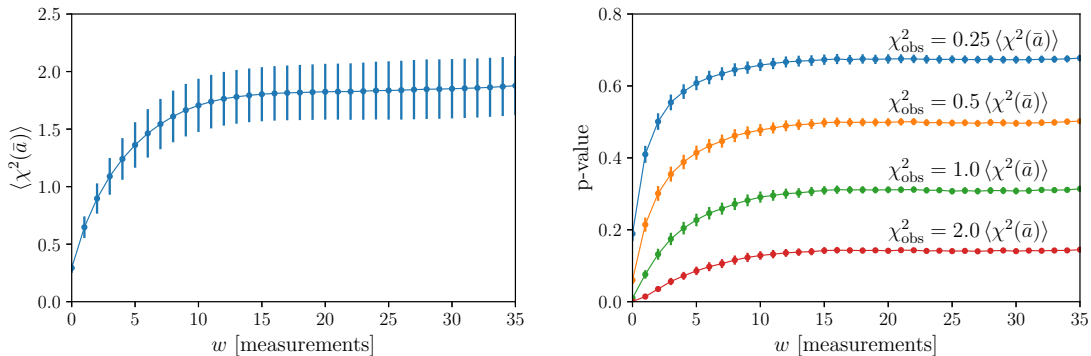 2.5
2.0
1.5
1.0
0.5
0.0
⟨χ²(ā)⟩
0 5 10 15 20 25 30 35
w [measurements]
0.8
0.6
0.4
0.2
0.0
p-value
χ²obs = 0.25 ⟨χ²(ā)⟩
χ²obs = 0.5 ⟨χ²(ā)⟩
χ²obs = 1.0 ⟨χ²(ā)⟩
χ²obs = 2.0 ⟨χ²(ā)⟩
0 5 10 15 20 25 30 35
w [measurements]